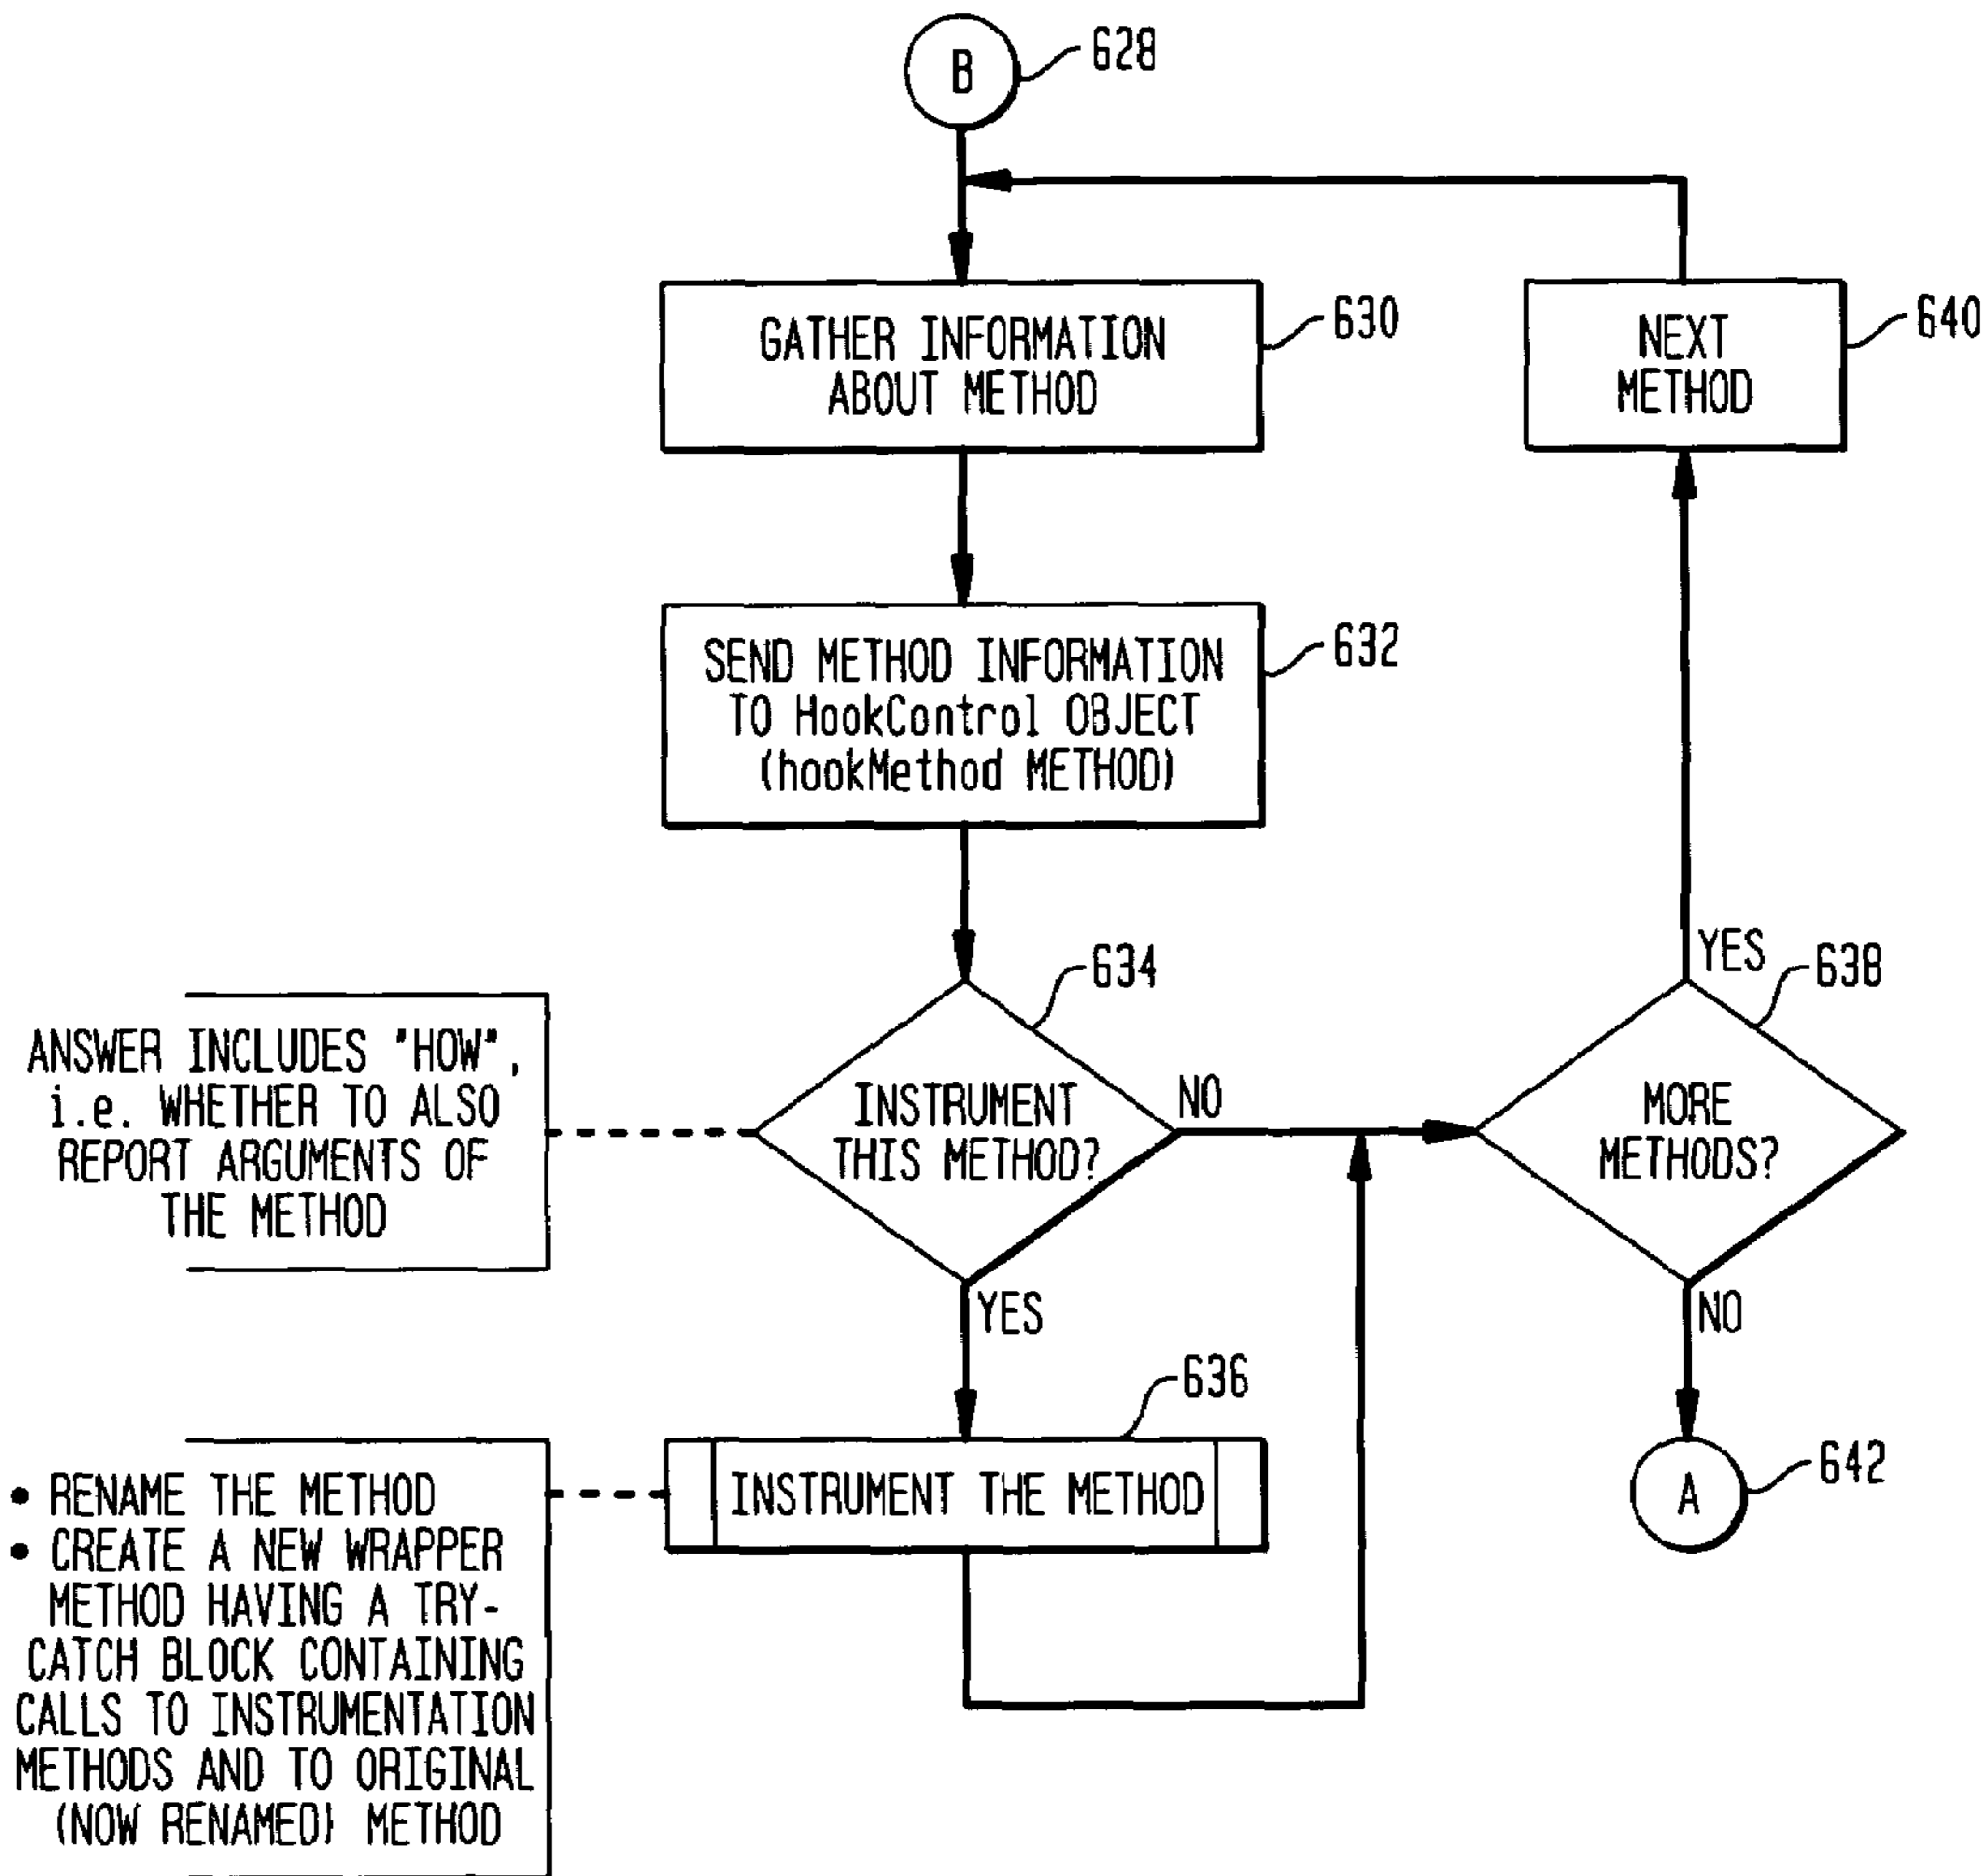 B
628
GATHER INFORMATION
ABOUT METHOD
630
NEXT
METHOD
640
SEND METHOD INFORMATION
TO HookControl OBJECT
(hookMethod METHOD)
632
634
YES
638
ANSWER INCLUDES "HOW",
i.e. WHETHER TO ALSO
REPORT ARGUMENTS OF
THE METHOD
INSTRUMENT
THIS METHOD?
NO
MORE
METHODS?
YES
NO
636
INSTRUMENT THE METHOD
A
642
• RENAME THE METHOD
• CREATE A NEW WRAPPER
METHOD HAVING A TRY-
CATCH BLOCK CONTAINING
CALLS TO INSTRUMENTATION
METHODS AND TO ORIGINAL
(NOW RENAMED) METHOD